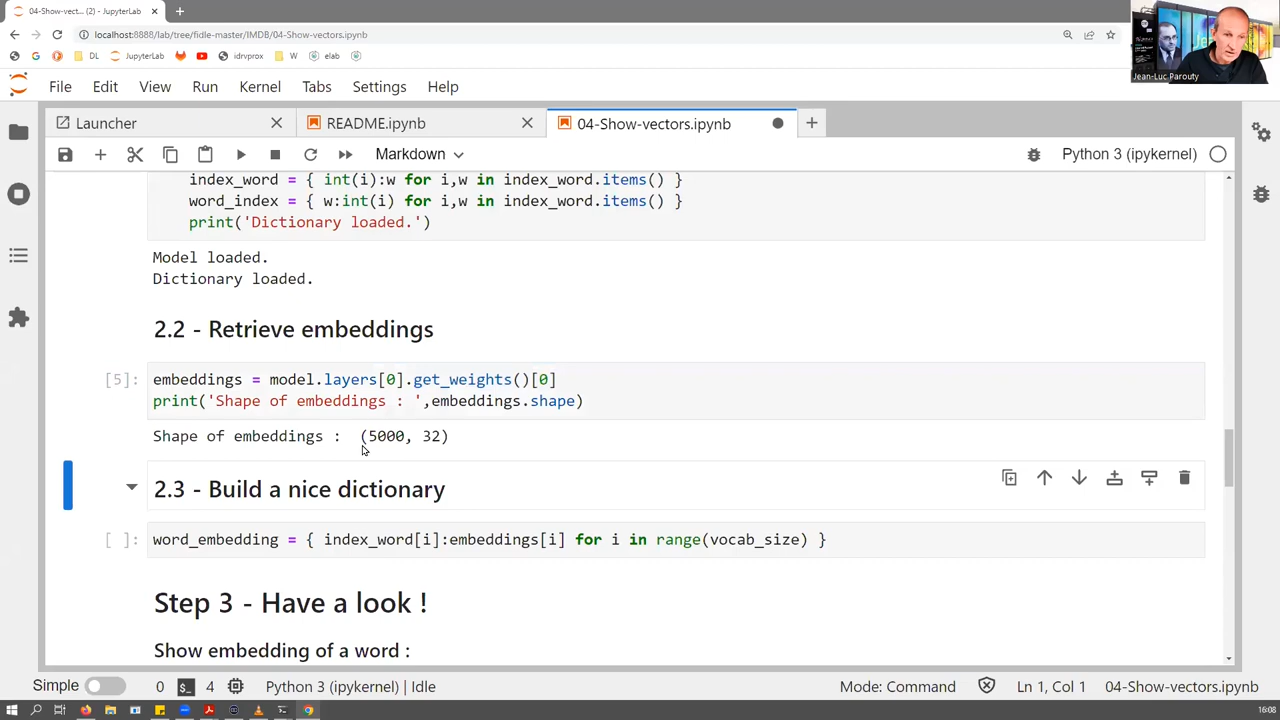 04-Show-vectors.ipynb (2) - JupyterLab
localhost:8888/lab/tree/fidle-master/IMDB/04-Show-vectors.ipynb
DL
JupyterLab
idrvprox
W
elab
Jean-Luc Parouty
File Edit View Run Kernel Tabs Settings Help
Launcher
README.ipynb
04-Show-vectors.ipynb
Markdown
Python 3 (ipykernel)
index_word = { int(i):w for i,w in index_word.items() }
word_index = { w:int(i) for i,w in index_word.items() }
print('Dictionary loaded.')
Model loaded.
Dictionary loaded.
2.2 - Retrieve embeddings
[5]: embeddings = model.layers[0].get_weights()[0]
print('Shape of embeddings : ',embeddings.shape)
Shape of embeddings :  (5000, 32)
2.3 - Build a nice dictionary
[ ]: word_embedding = { index_word[i]:embeddings[i] for i in range(vocab_size) }
Step 3 - Have a look !
Show embedding of a word :
Simple 0 4 Python 3 (ipykernel) | Idle Mode: Command Ln 1, Col 1 04-Show-vectors.ipynb
16:08